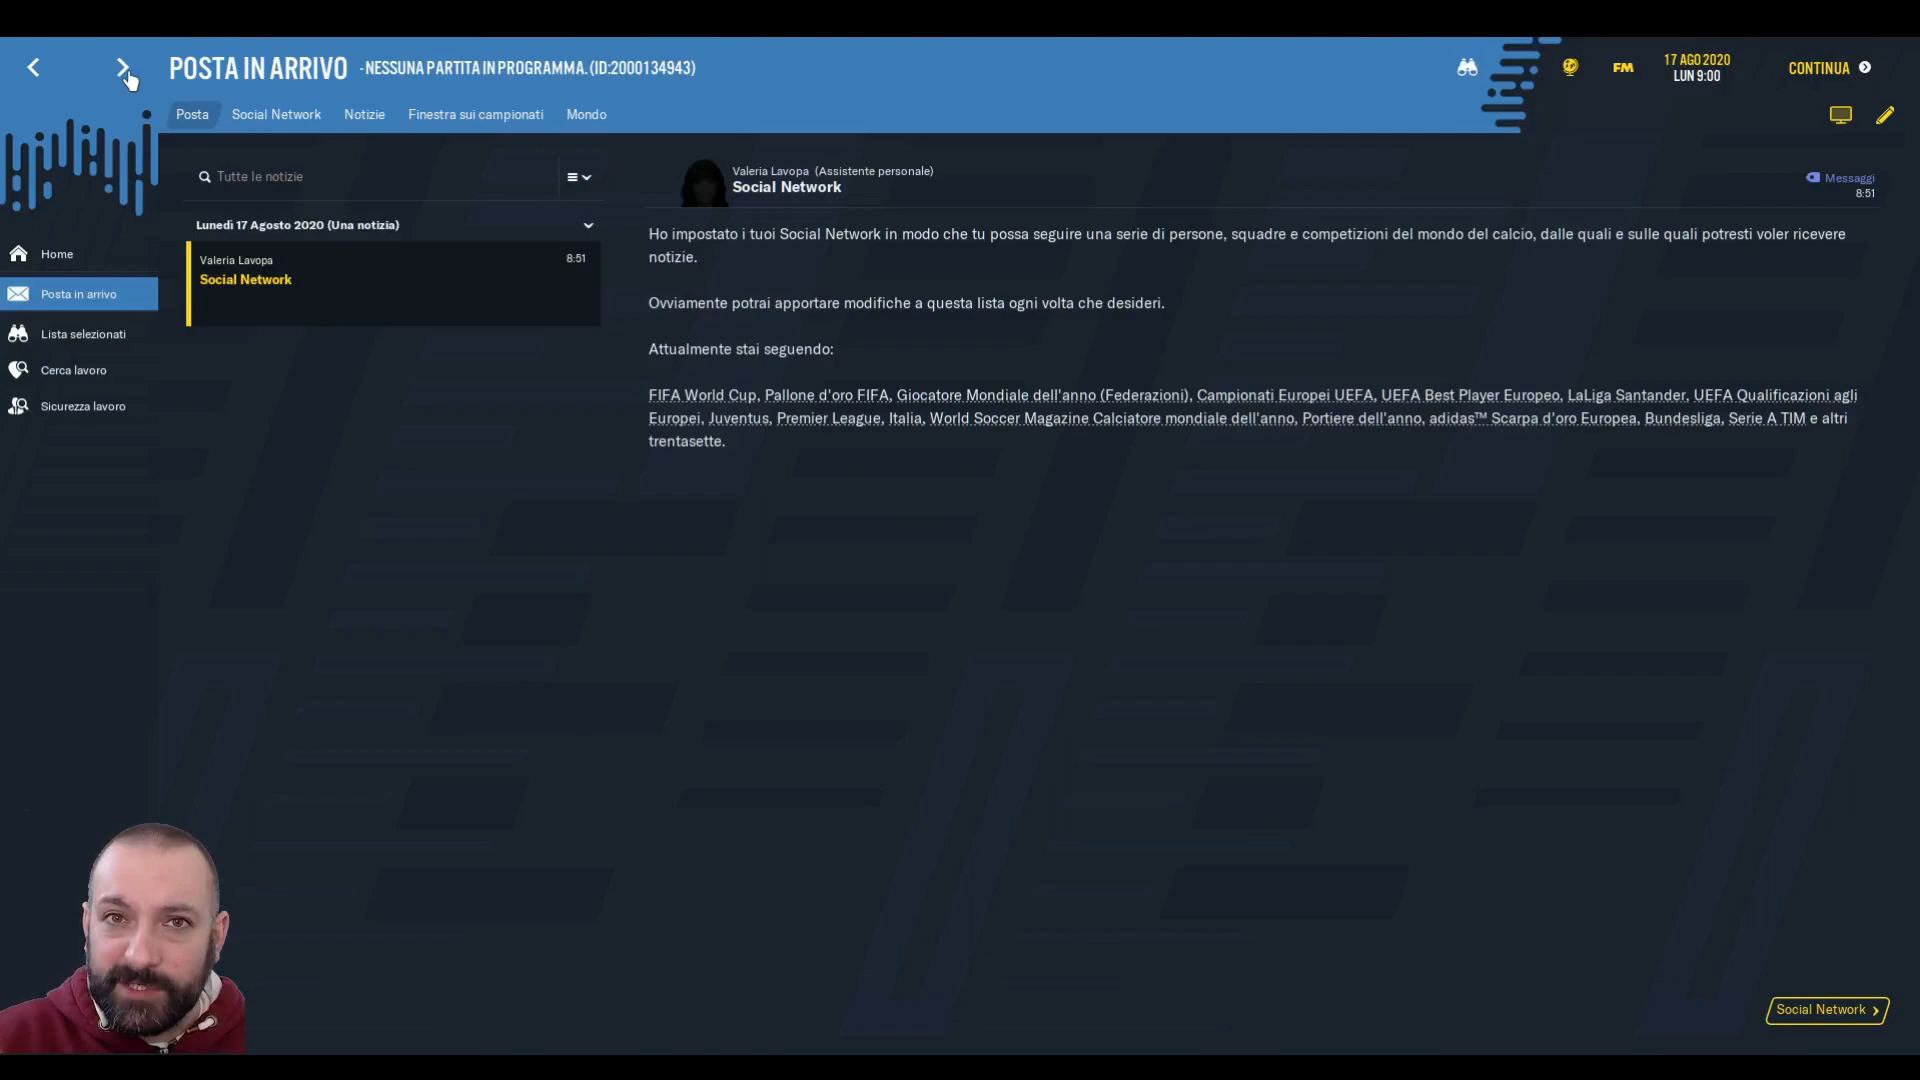 POSTA IN ARRIVO - NESSUNA PARTITA IN PROGRAMMA. (ID:2000134943)
FM
17 AGO 2020
LUN 9:00
CONTINUA
Posta Social Network Notizie Finestra sui campionati Mondo
Tutte le notizie
Lunedì 17 Agosto 2020 (Una notizia)
Valeria Lavopa 8:51
Social Network
Home
Posta in arrivo
Lista selezionati
Cerca lavoro
Sicurezza lavoro
Valeria Lavopa (Assistente personale)
Social Network
Messaggi
8:51
Ho impostato i tuoi Social Network in modo che tu possa seguire una serie di persone, squadre e competizioni del mondo del calcio, dalle quali e sulle quali potresti voler ricevere
notizie.
Ovviamente potrai apportare modifiche a questa lista ogni volta che desideri.
Attualmente stai seguendo:
FIFA World Cup, Pallone d'oro FIFA, Giocatore Mondiale dell'anno (Federazioni), Campionati Europei UEFA, UEFA Best Player Europeo, LaLiga Santander, UEFA Qualificazioni agli
Europei, Juventus, Premier League, Italia, World Soccer Magazine Calciatore mondiale dell'anno, Portiere dell'anno, adidas™ Scarpa d'oro Europea, Bundesliga, Serie A TIM e altri
trentasette.
Social Network